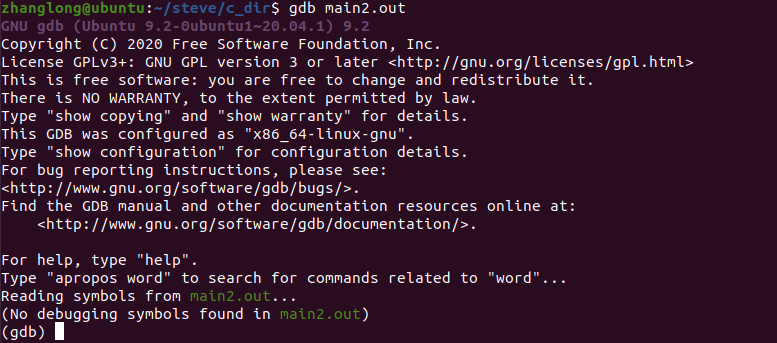 zhanglong@ubuntu:~/steve/c_dir$ gdb main2.out
GNU gdb (Ubuntu 9.2-0ubuntu1~20.04.1) 9.2
Copyright (C) 2020 Free Software Foundation, Inc.
License GPLv3+: GNU GPL version 3 or later <http://gnu.org/licenses/gpl.html>
This is free software: you are free to change and redistribute it.
There is NO WARRANTY, to the extent permitted by law.
Type "show copying" and "show warranty" for details.
This GDB was configured as "x86_64-linux-gnu".
Type "show configuration" for configuration details.
For bug reporting instructions, please see:
<http://www.gnu.org/software/gdb/bugs/>.
Find the GDB manual and other documentation resources online at:
    <http://www.gnu.org/software/gdb/documentation/>.

For help, type "help".
Type "apropos word" to search for commands related to "word"...
Reading symbols from main2.out...
(No debugging symbols found in main2.out)
(gdb)